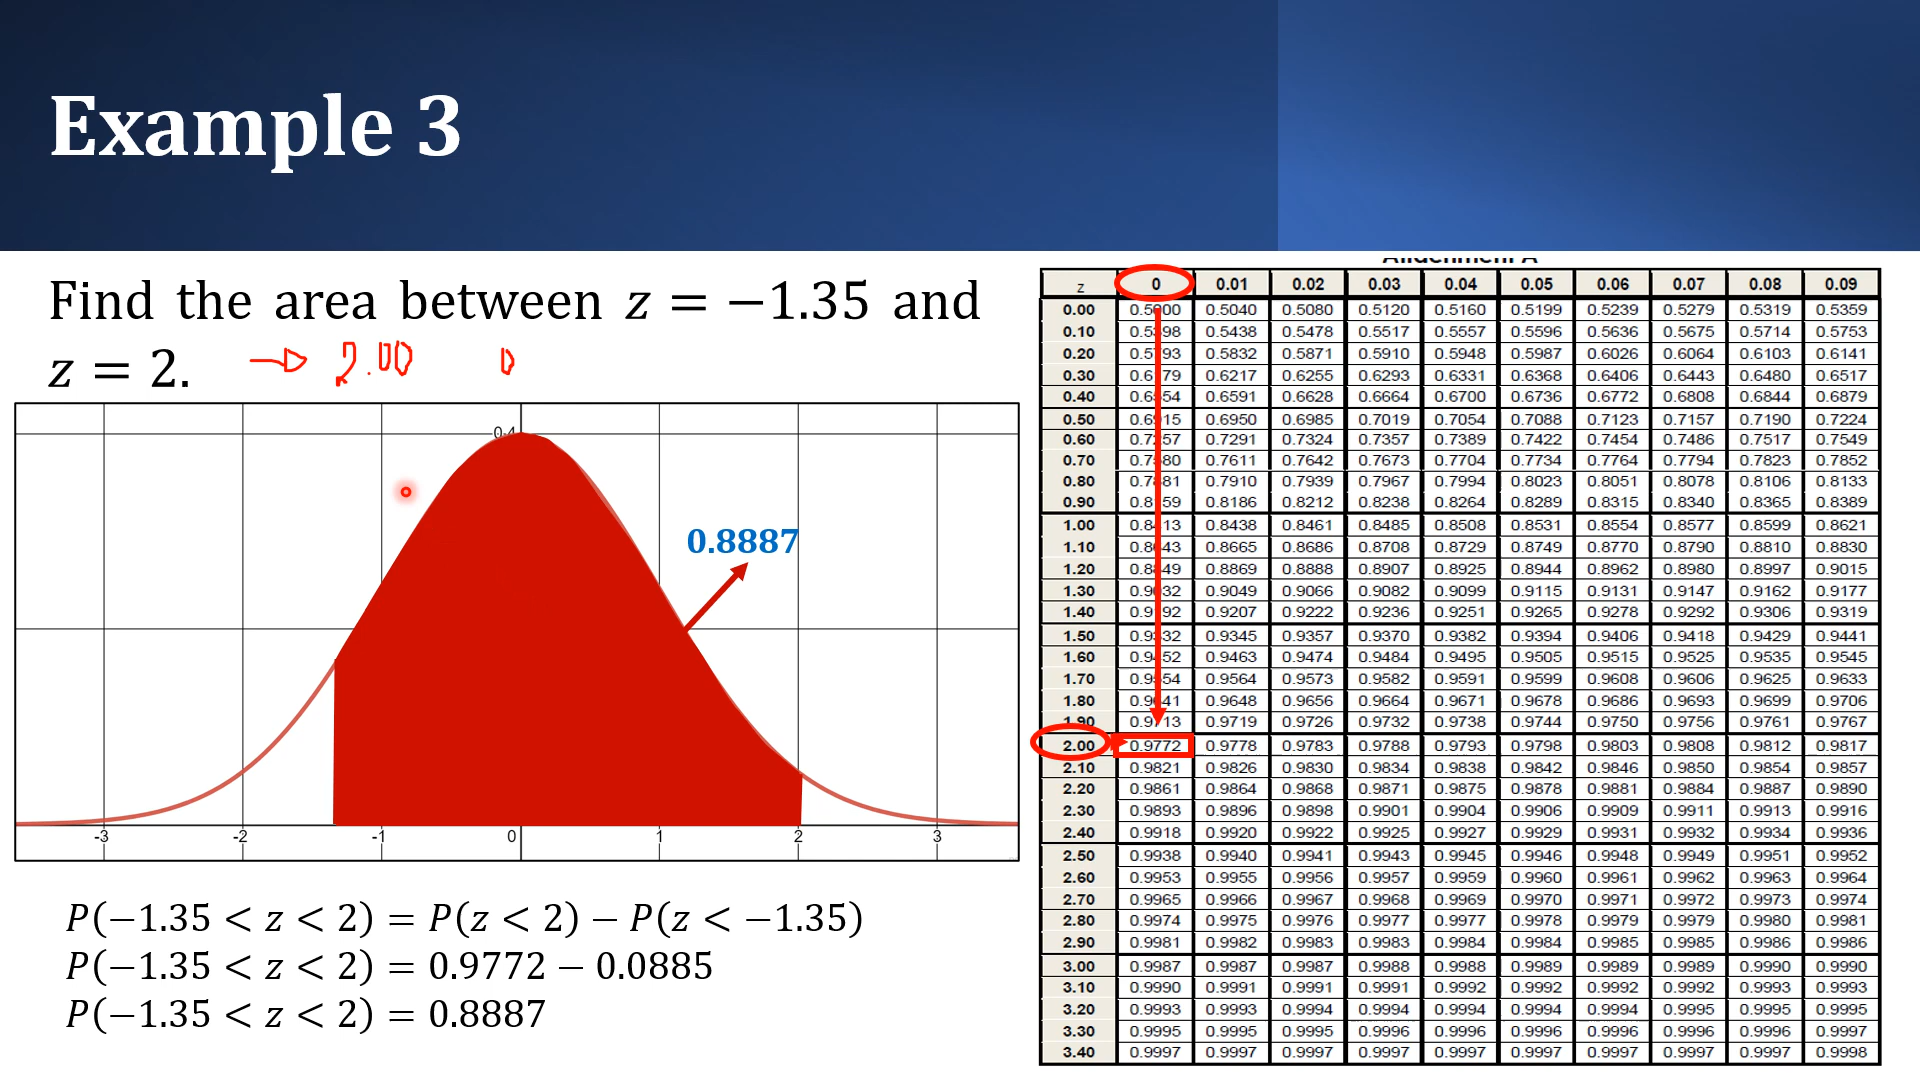 Example 3
Find the area between z = −1.35 and
z = 2.
2.00
0.4
0.8887
-3 -2 -1 0 1 2 3
P(−1.35 < z < 2) = P(z < 2) − P(z < −1.35)
P(−1.35 < z < 2) = 0.9772 − 0.0885
P(−1.35 < z < 2) = 0.8887
z 0 0.01 0.02 0.03 0.04 0.05 0.06 0.07 0.08 0.09
0.00 0.5000 0.5040 0.5080 0.5120 0.5160 0.5199 0.5239 0.5279 0.5319 0.5359
0.10 0.5398 0.5438 0.5478 0.5517 0.5557 0.5596 0.5636 0.5675 0.5714 0.5753
0.20 0.5793 0.5832 0.5871 0.5910 0.5948 0.5987 0.6026 0.6064 0.6103 0.6141
0.30 0.6179 0.6217 0.6255 0.6293 0.6331 0.6368 0.6406 0.6443 0.6480 0.6517
0.40 0.6554 0.6591 0.6628 0.6664 0.6700 0.6736 0.6772 0.6808 0.6844 0.6879
0.50 0.6915 0.6950 0.6985 0.7019 0.7054 0.7088 0.7123 0.7157 0.7190 0.7224
0.60 0.7257 0.7291 0.7324 0.7357 0.7389 0.7422 0.7454 0.7486 0.7517 0.7549
0.70 0.7580 0.7611 0.7642 0.7673 0.7704 0.7734 0.7764 0.7794 0.7823 0.7852
0.80 0.7881 0.7910 0.7939 0.7967 0.7994 0.8023 0.8051 0.8078 0.8106 0.8133
0.90 0.8159 0.8186 0.8212 0.8238 0.8264 0.8289 0.8315 0.8340 0.8365 0.8389
1.00 0.8413 0.8438 0.8461 0.8485 0.8508 0.8531 0.8554 0.8577 0.8599 0.8621
1.10 0.8643 0.8665 0.8686 0.8708 0.8729 0.8749 0.8770 0.8790 0.8810 0.8830
1.20 0.8849 0.8869 0.8888 0.8907 0.8925 0.8944 0.8962 0.8980 0.8997 0.9015
1.30 0.9032 0.9049 0.9066 0.9082 0.9099 0.9115 0.9131 0.9147 0.9162 0.9177
1.40 0.9192 0.9207 0.9222 0.9236 0.9251 0.9265 0.9278 0.9292 0.9306 0.9319
1.50 0.9332 0.9345 0.9357 0.9370 0.9382 0.9394 0.9406 0.9418 0.9429 0.9441
1.60 0.9452 0.9463 0.9474 0.9484 0.9495 0.9505 0.9515 0.9525 0.9535 0.9545
1.70 0.9554 0.9564 0.9573 0.9582 0.9591 0.9599 0.9608 0.9606 0.9625 0.9633
1.80 0.9641 0.9648 0.9656 0.9664 0.9671 0.9678 0.9686 0.9693 0.9699 0.9706
1.90 0.9713 0.9719 0.9726 0.9732 0.9738 0.9744 0.9750 0.9756 0.9761 0.9767
2.00 0.9772 0.9778 0.9783 0.9788 0.9793 0.9798 0.9803 0.9808 0.9812 0.9817
2.10 0.9821 0.9826 0.9830 0.9834 0.9838 0.9842 0.9846 0.9850 0.9854 0.9857
2.20 0.9861 0.9864 0.9868 0.9871 0.9875 0.9878 0.9881 0.9884 0.9887 0.9890
2.30 0.9893 0.9896 0.9898 0.9901 0.9904 0.9906 0.9909 0.9911 0.9913 0.9916
2.40 0.9918 0.9920 0.9922 0.9925 0.9927 0.9929 0.9931 0.9932 0.9934 0.9936
2.50 0.9938 0.9940 0.9941 0.9943 0.9945 0.9946 0.9948 0.9949 0.9951 0.9952
2.60 0.9953 0.9955 0.9956 0.9957 0.9959 0.9960 0.9961 0.9962 0.9963 0.9964
2.70 0.9965 0.9966 0.9967 0.9968 0.9969 0.9970 0.9971 0.9972 0.9973 0.9974
2.80 0.9974 0.9975 0.9976 0.9977 0.9977 0.9978 0.9979 0.9979 0.9980 0.9981
2.90 0.9981 0.9982 0.9983 0.9983 0.9984 0.9984 0.9985 0.9985 0.9986 0.9986
3.00 0.9987 0.9987 0.9987 0.9988 0.9988 0.9989 0.9989 0.9989 0.9990 0.9990
3.10 0.9990 0.9991 0.9991 0.9991 0.9992 0.9992 0.9992 0.9992 0.9993 0.9993
3.20 0.9993 0.9993 0.9994 0.9994 0.9994 0.9994 0.9994 0.9995 0.9995 0.9995
3.30 0.9995 0.9995 0.9995 0.9996 0.9996 0.9996 0.9996 0.9996 0.9996 0.9997
3.40 0.9997 0.9997 0.9997 0.9997 0.9997 0.9997 0.9997 0.9997 0.9997 0.9998